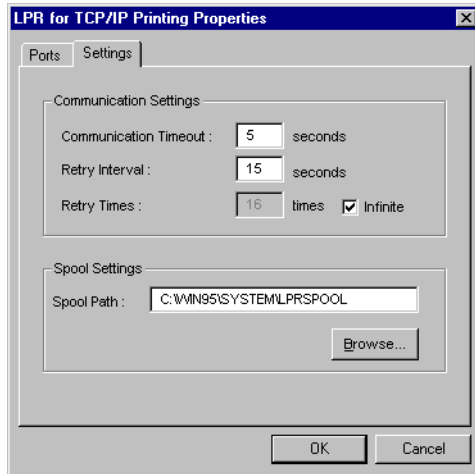 LPR for TCP/IP Printing Properties
Ports Settings
Communication Settings
Communication Timeout : 5 seconds
Retry Interval : 15 seconds
Retry Times : 16 times Infinite
Spool Settings
Spool Path : C:\WIN95\SYSTEM\LPRSPOOL
Browse...
OK Cancel